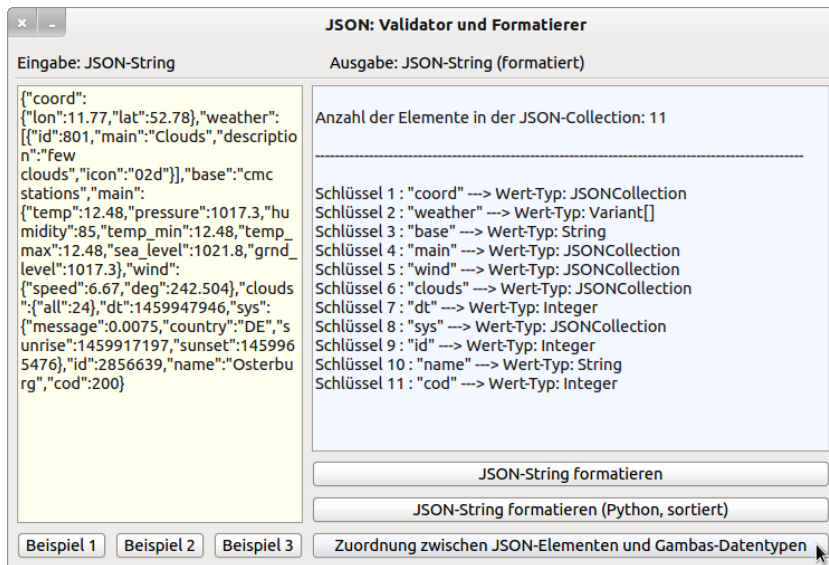 JSON: Validator und Formatierer
Eingabe: JSON-String
Ausgabe: JSON-String (formatiert)
{"coord":
{"lon":11.77,"lat":52.78},"weather":
[{"id":801,"main":"Clouds","descriptio
n":"few
clouds","icon":"02d"}],"base":"cmc
stations","main":
{"temp":12.48,"pressure":1017.3,"hu
midity":85,"temp_min":12.48,"temp_
max":12.48,"sea_level":1021.8,"grnd_
level":1017.3},"wind":
{"speed":6.67,"deg":242.504},"clouds
":{"all":24},"dt":1459947946,"sys":
{"message":0.0075,"country":"DE","s
unrise":1459917197,"sunset":145996
5476},"id":2856639,"name":"Osterbu
rg","cod":200}
Anzahl der Elemente in der JSON-Collection: 11
----------------------------------------------------------------------------------------------------
Schlüssel 1 : "coord" ---> Wert-Typ: JSONCollection
Schlüssel 2 : "weather" ---> Wert-Typ: Variant[]
Schlüssel 3 : "base" ---> Wert-Typ: String
Schlüssel 4 : "main" ---> Wert-Typ: JSONCollection
Schlüssel 5 : "wind" ---> Wert-Typ: JSONCollection
Schlüssel 6 : "clouds" ---> Wert-Typ: JSONCollection
Schlüssel 7 : "dt" ---> Wert-Typ: Integer
Schlüssel 8 : "sys" ---> Wert-Typ: JSONCollection
Schlüssel 9 : "id" ---> Wert-Typ: Integer
Schlüssel 10 : "name" ---> Wert-Typ: String
Schlüssel 11 : "cod" ---> Wert-Typ: Integer
JSON-String formatieren
JSON-String formatieren (Python, sortiert)
Beispiel 1
Beispiel 2
Beispiel 3
Zuordnung zwischen JSON-Elementen und Gambas-Datentypen